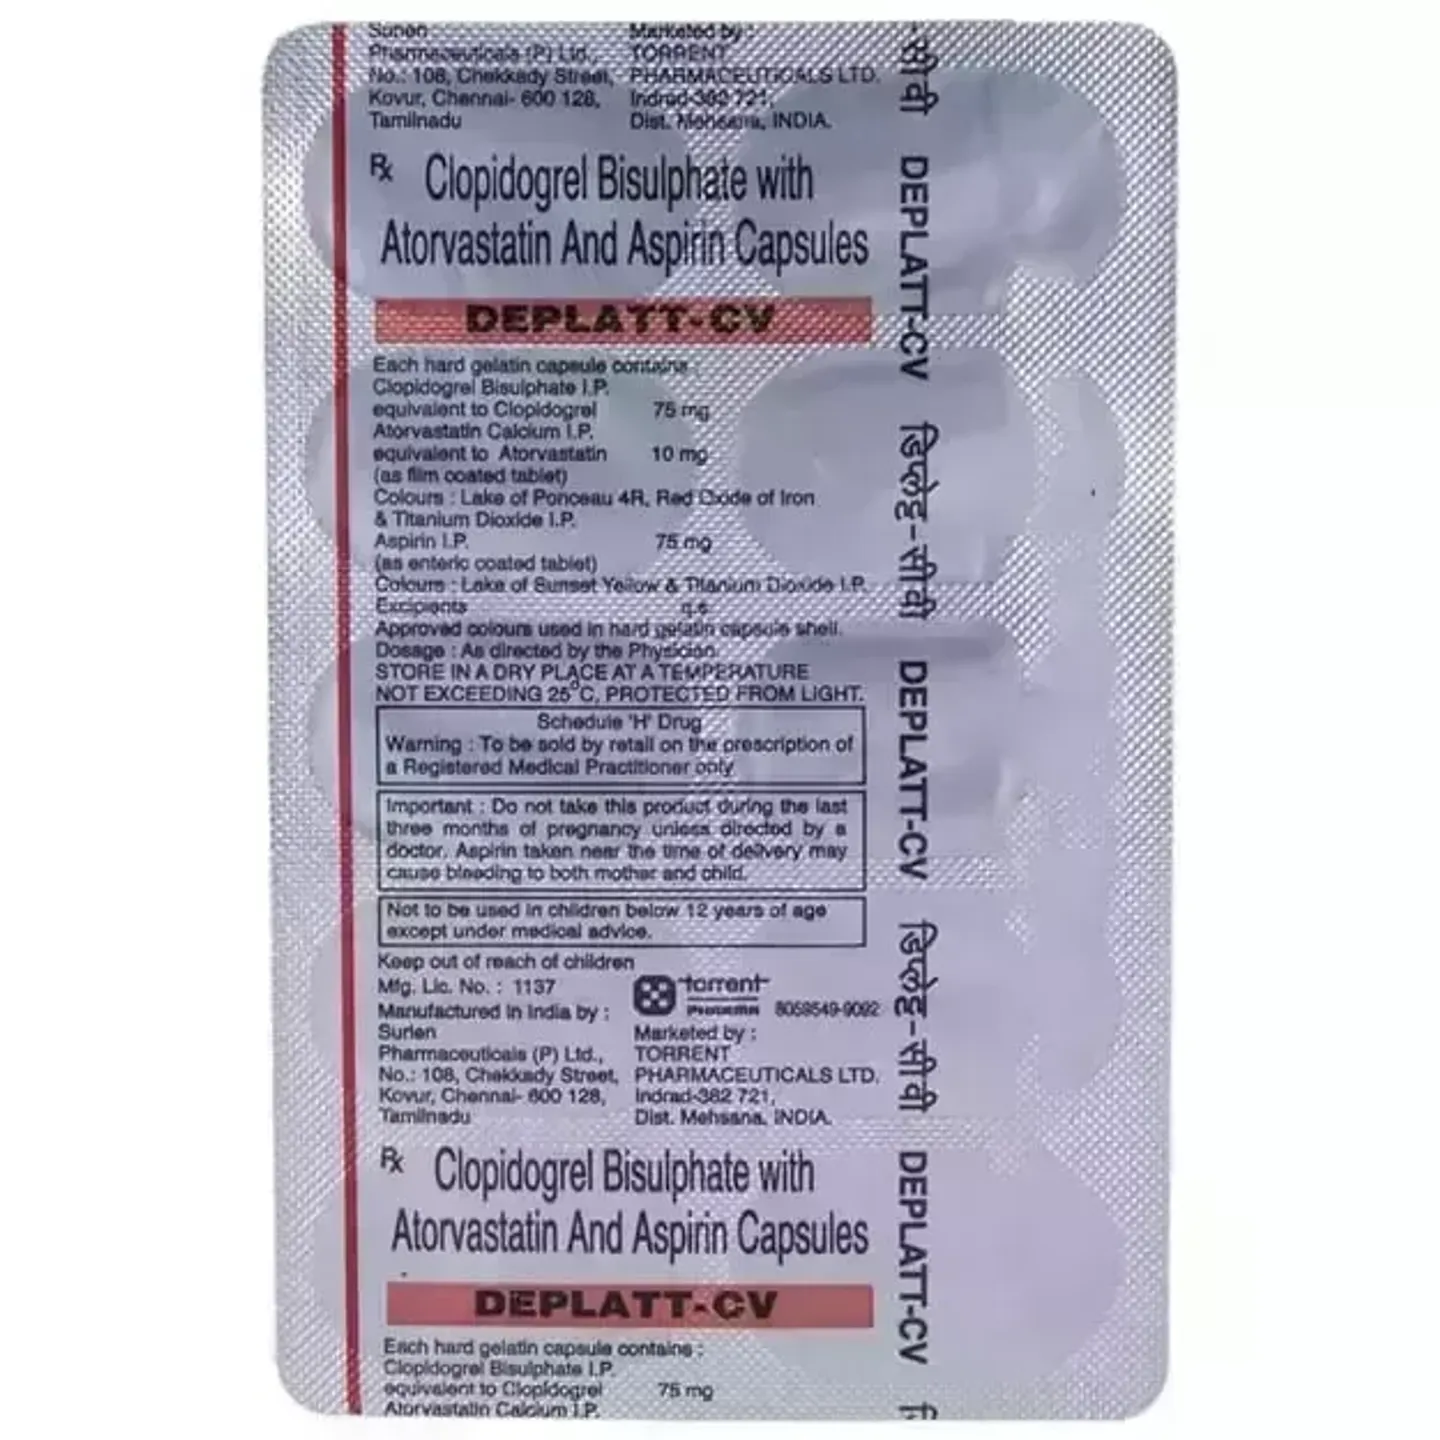 Surien
Pharmaceuticals (P) Ltd.,
No.: 108, Chekkady Street,
Kovur, Chennai- 600 128,
Tamilnadu
Marketed by :
TORRENT
PHARMACEUTICALS LTD.
Indrad-382 721,
Dist. Mehsana, INDIA.
Rx Clopidogrel Bisulphate with
Atorvastatin And Aspirin Capsules
DEPLATT-CV
Each hard gelatin capsule contains :
Clopidogrel Bisulphate I.P.
equivalent to Clopidogrel 75 mg
Atorvastatin Calcium I.P.
equivalent to Atorvastatin 10 mg
(as film coated tablet)
Colours : Lake of Ponceau 4R, Red Oxide of Iron
& Titanium Dioxide I.P.
Aspirin I.P. 75 mg
(as enteric coated tablet)
Colours : Lake of Sunset Yellow & Titanium Dioxide I.P.
Excipients q.s.
Approved colours used in hard gelatin capsule shell.
Dosage : As directed by the Physician.
STORE IN A DRY PLACE AT A TEMPERATURE
NOT EXCEEDING 25°C, PROTECTED FROM LIGHT.
Schedule 'H' Drug
Warning : To be sold by retail on the prescription of
a Registered Medical Practitioner only
Important : Do not take this product during the last
three months of pregnancy unless directed by a
doctor. Aspirin taken near the time of delivery may
cause bleeding to both mother and child.
Not to be used in children below 12 years of age
except under medical advice.
Keep out of reach of children
Mfg. Lic. No. : 1137
Manufactured in India by :
Surien
Pharmaceuticals (P) Ltd.,
No.: 108, Chekkady Street,
Kovur, Chennai- 600 128,
Tamilnadu
torrent
PHARMA 8059549-9092
Marketed by :
TORRENT
PHARMACEUTICALS LTD.
Indrad-382 721,
Dist. Mehsana, INDIA.
Rx Clopidogrel Bisulphate with
Atorvastatin And Aspirin Capsules
DEPLATT-CV
Each hard gelatin capsule contains :
Clopidogrel Bisulphate I.P.
equivalent to Clopidogrel 75 mg
Atorvastatin Calcium I.P.
-सीवी DEPLATT-CV डिप्लेट्ट-सीवी DEPLATT-CV डिप्लेट्ट-सीवी DEPLATT-CV